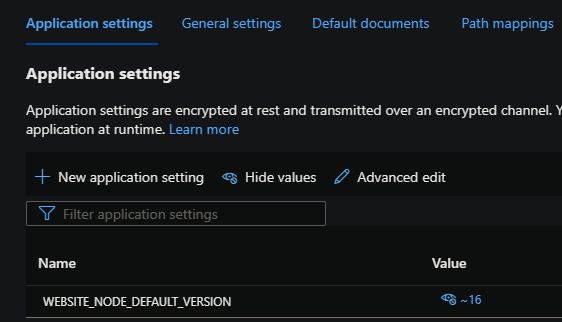 Application settings General settings Default documents Path mappings
Application settings
Application settings are encrypted at rest and transmitted over an encrypted channel. Y
application at runtime. Learn more
New application setting Hide values Advanced edit
Filter application settings
Name Value
WEBSITE_NODE_DEFAULT_VERSION ~16